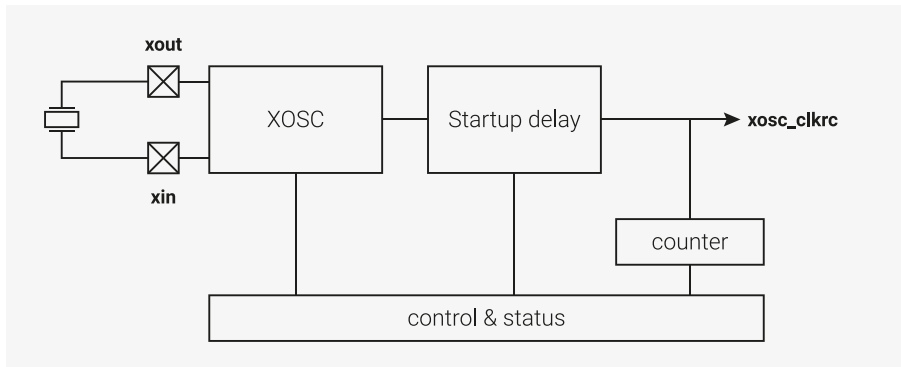 xout
XOSC
Startup delay
xosc_clkrc
xin
counter
control & status